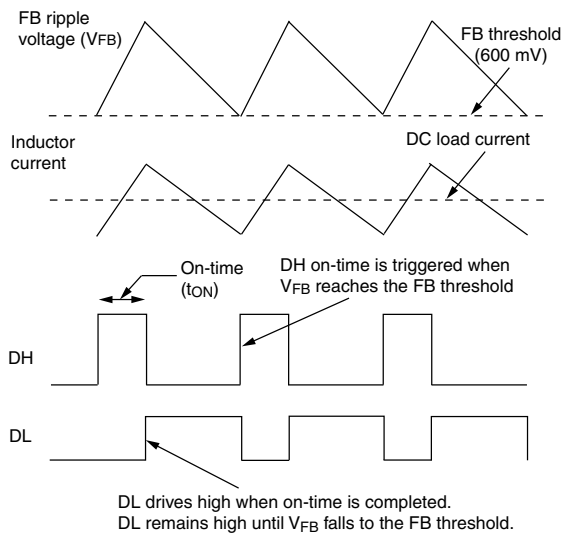 FB ripple
voltage (VFB)
FB threshold
(600 mV)
Inductor
current
DC load current
On-time
(tON)
DH on-time is triggered when
VFB reaches the FB threshold
DH
DL
DL drives high when on-time is completed.
DL remains high until VFB falls to the FB threshold.